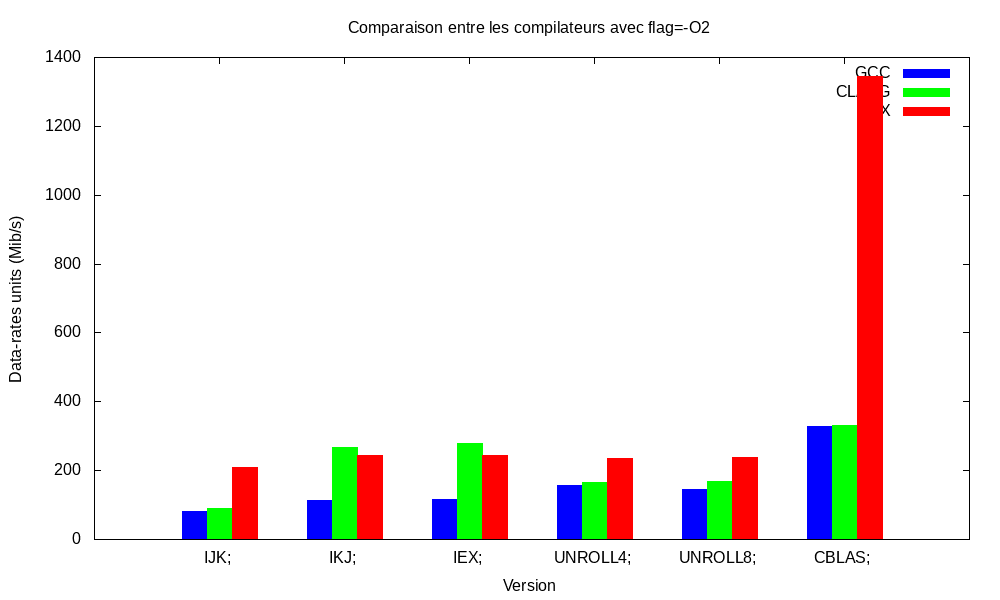 Comparaison entre les compilateurs avec flag=-O2
1400
1200
1000
800
600
400
200
0
Data-rates units (Mib/s)
GCC
IJK;
IKJ;
IEX;
UNROLL4;
UNROLL8;
CBLAS;
Version